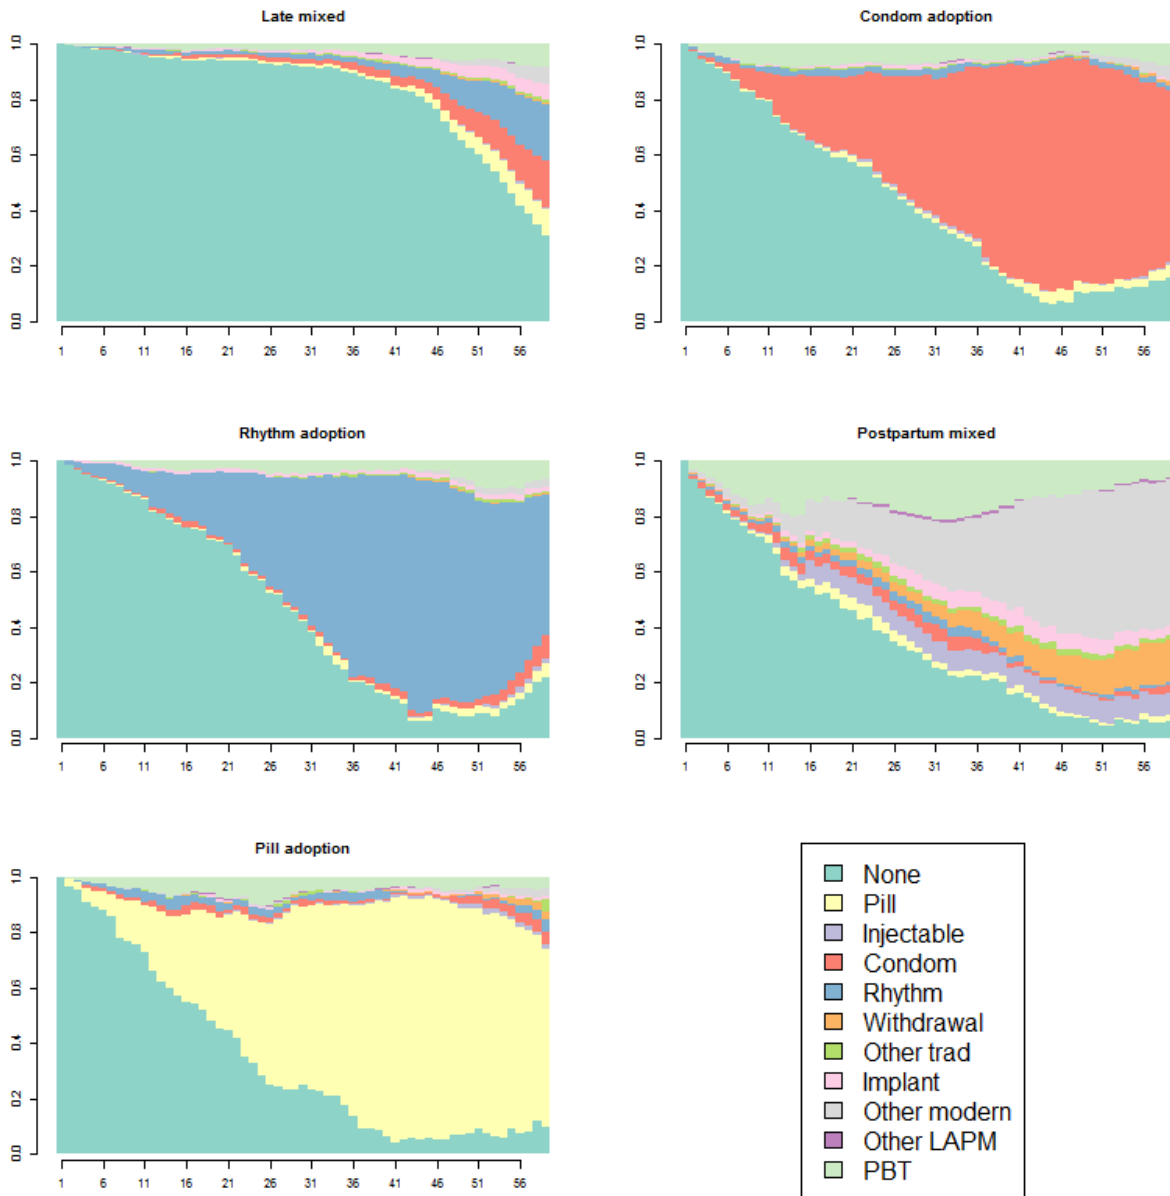 Late mixed
1.0
0.8
0.6
0.4
0.2
0.0
1 6 11 16 21 26 31 36 41 46 51 56
Condom adoption
1.0
0.8
0.6
0.4
0.2
0.0
1 6 11 16 21 26 31 36 41 46 51 56
Rhythm adoption
1.0
0.8
0.6
0.4
0.2
0.0
1 6 11 16 21 26 31 36 41 46 51 56
Postpartum mixed
1.0
0.8
0.6
0.4
0.2
0.0
1 6 11 16 21 26 31 36 41 46 51 56
Pill adoption
1.0
0.8
0.6
0.4
0.2
0.0
1 6 11 16 21 26 31 36 41 46 51 56
None
Pill
Injectable
Condom
Rhythm
Withdrawal
Other trad
Implant
Other modern
Other LAPM
PBT